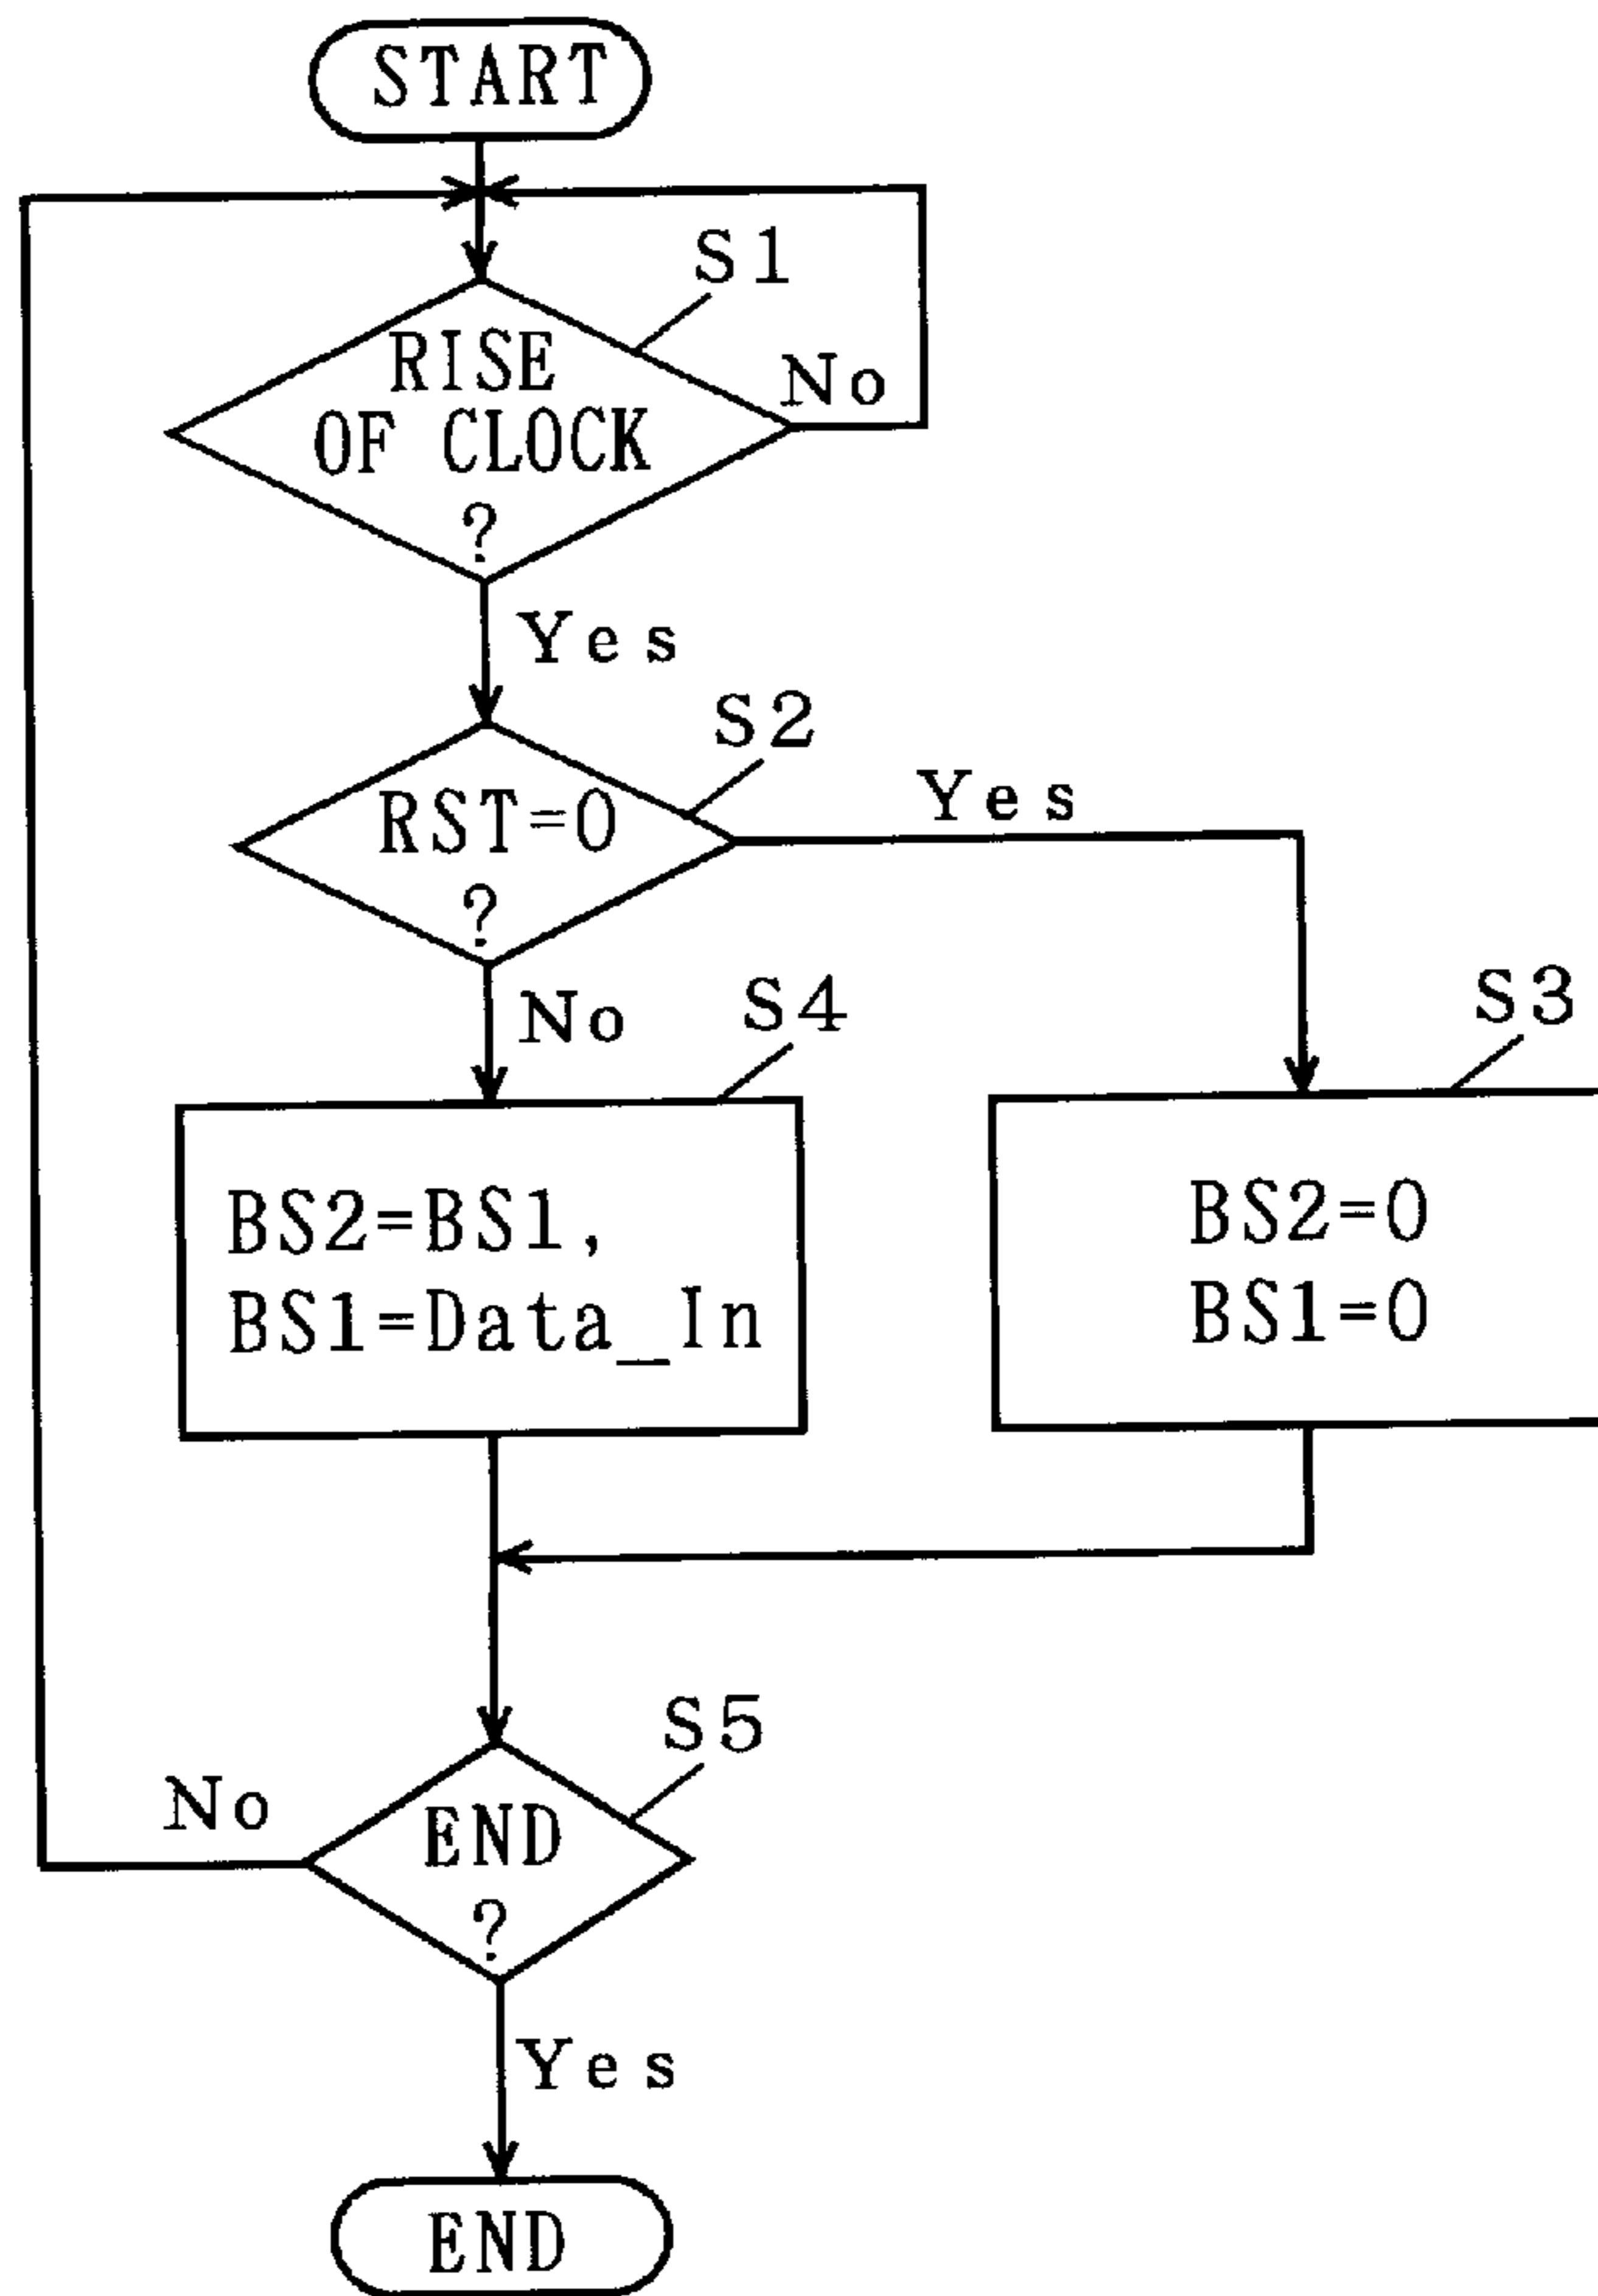 START
S1
RISE
OF CLOCK
?
No
Yes
S2
RST=0
?
Yes
No
S4
S3
BS2=BS1,
BS1=Data_In
BS2=0
BS1=0
S5
No
END
?
Yes
END